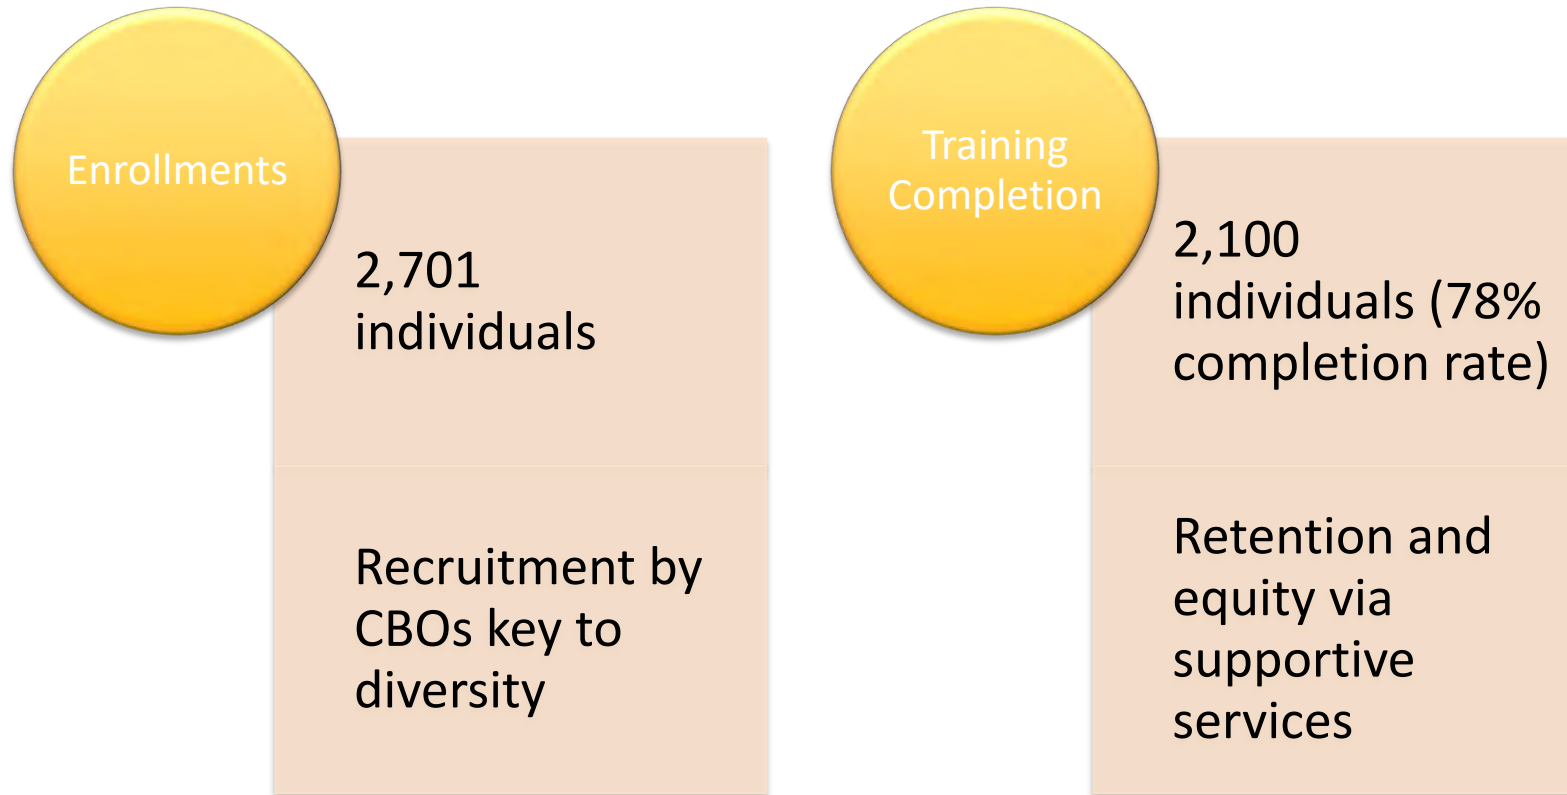 Enrollments
2,701
individuals
Recruitment by
CBOs key to
diversity
Training
Completion
2,100
individuals (78%
completion rate)
Retention and
equity via
supportive
services